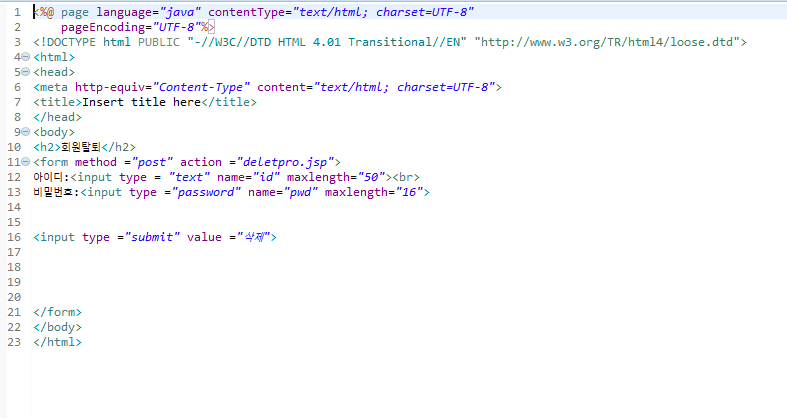 1 <%@ page language="java" contentType="text/html; charset=UTF-8"
2     pageEncoding="UTF-8"%>
3 <!DOCTYPE html PUBLIC "-//W3C//DTD HTML 4.01 Transitional//EN" "http://www.w3.org/TR/html4/loose.dtd">
4 <html>
5 <head>
6 <meta http-equiv="Content-Type" content="text/html; charset=UTF-8">
7 <title>Insert title here</title>
8 </head>
9 <body>
10 <h2>회원탈퇴</h2>
11 <form method ="post" action ="deletpro.jsp">
12 아이디:<input type = "text" name="id" maxlength="50"><br>
13 비밀번호:<input type ="password" name="pwd" maxlength="16">
14
15
16 <input type ="submit" value ="삭제">
17
18
19
20
21 </form>
22 </body>
23 </html>